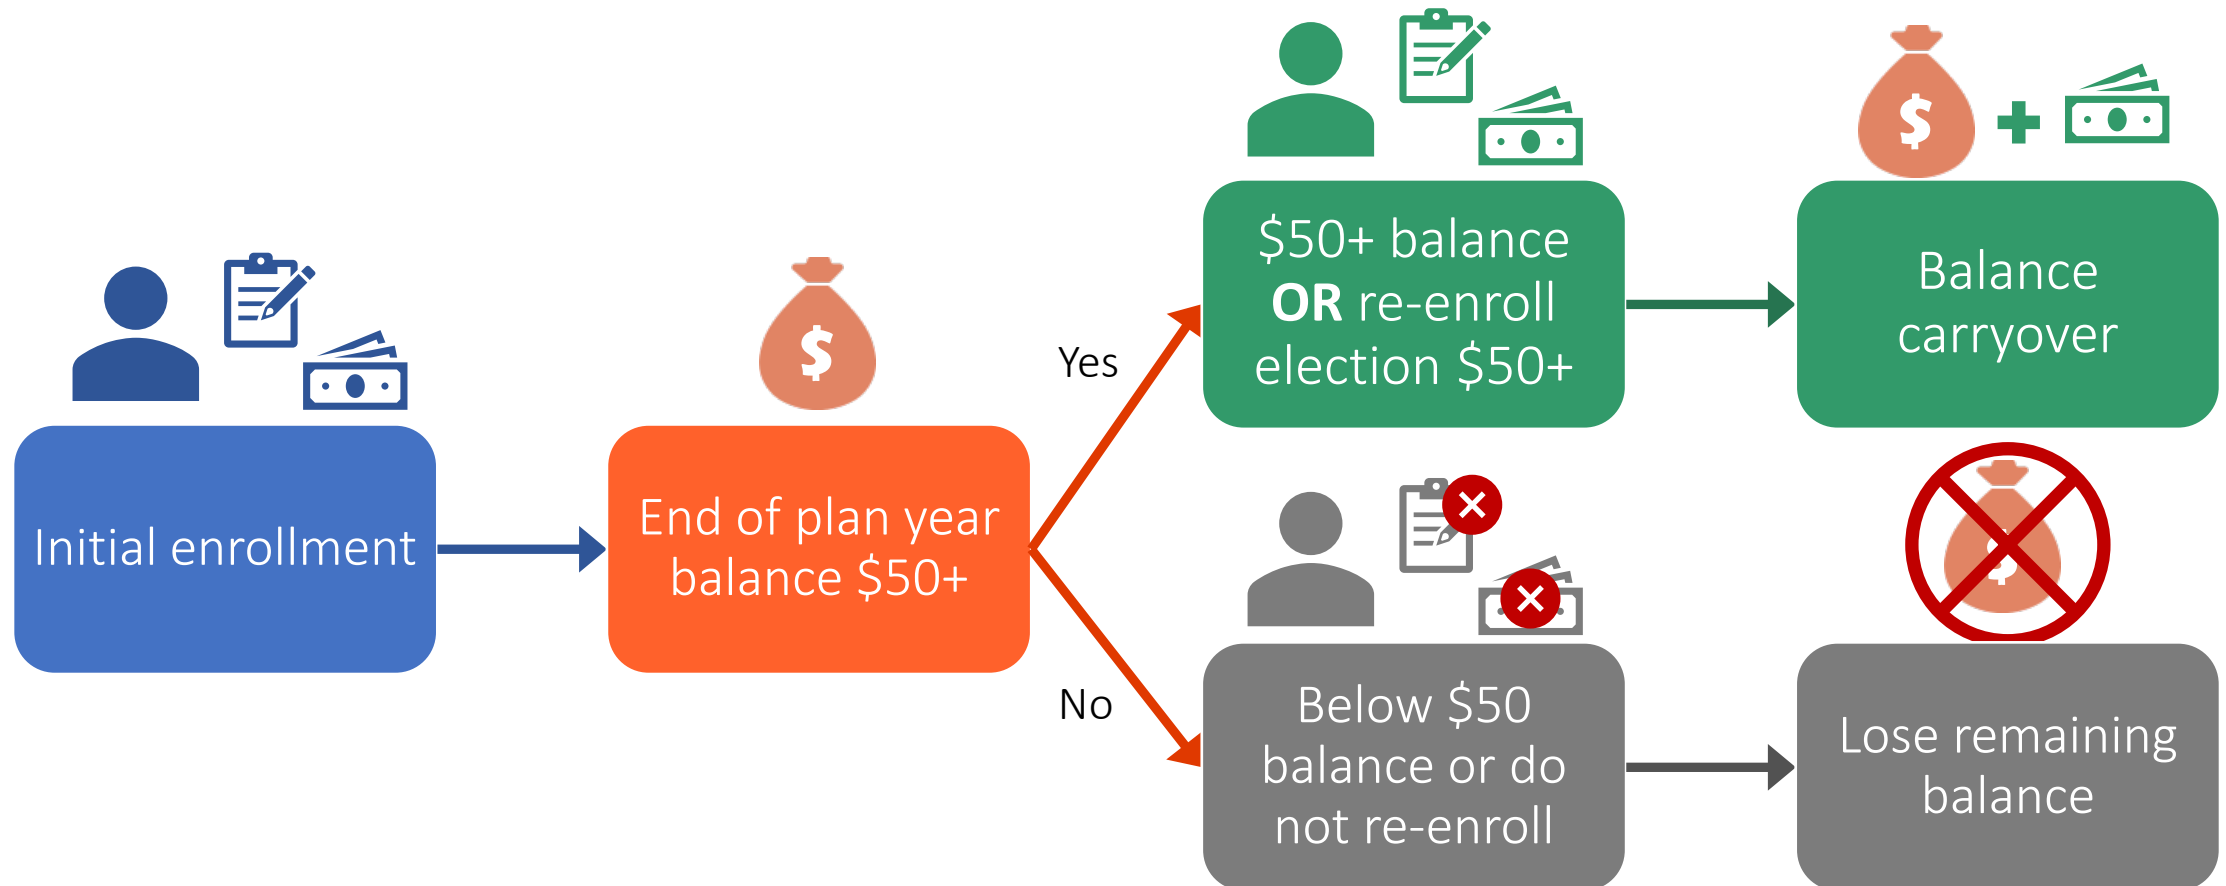 Initial enrollment
End of plan year
balance $50+
Yes
$50+ balance
OR re-enroll
election $50+
Balance
carryover
No
Below $50
balance or do
not re-enroll
Lose remaining
balance